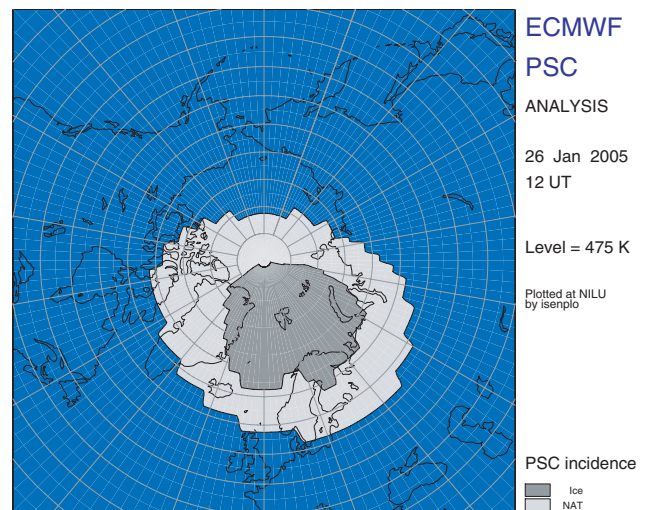 ECMWF
PSC
ANALYSIS
26 Jan 2005
12 UT
Level = 475 K
Plotted at NILU
by isenplo
PSC incidence
Ice
NAT